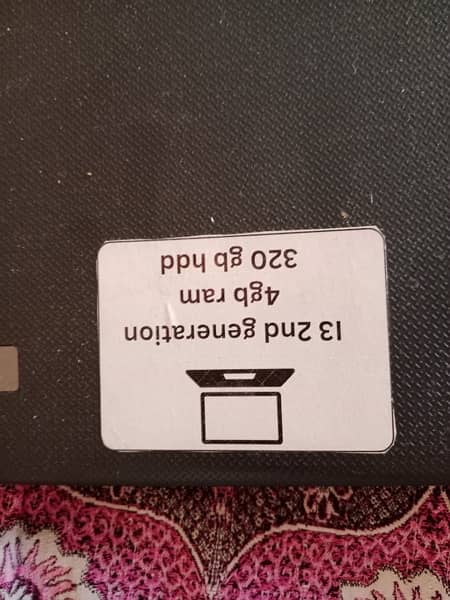 I3 2nd generation
4gb ram
320 gb hdd